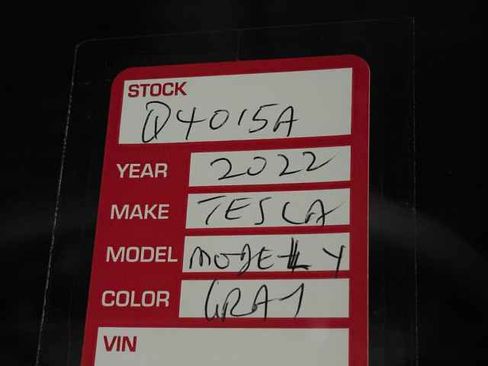 STOCK
Q4015A
YEAR 2022
MAKE TESLA
MODEL MODEL Y
COLOR GRAY
VIN